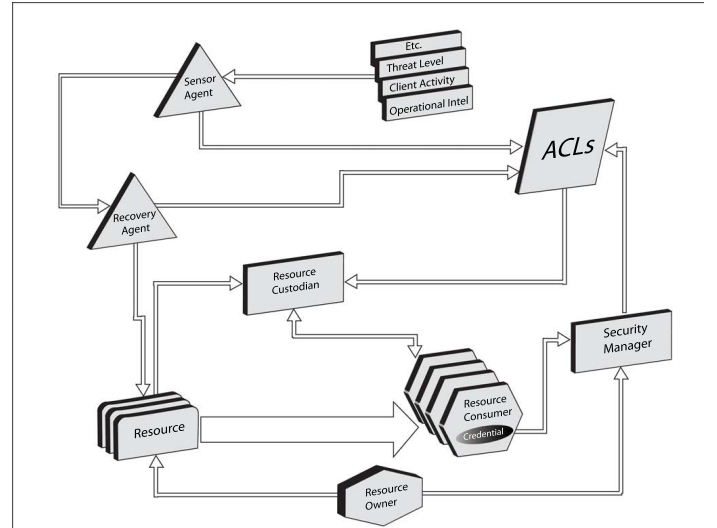 Etc.
Threat Level
Client Activity
Operational Intel
Sensor
Agent
ACLs
Recovery
Agent
Resource
Custodian
Security
Manager
Resource
Consumer
Credential
Resource
Resource
Owner